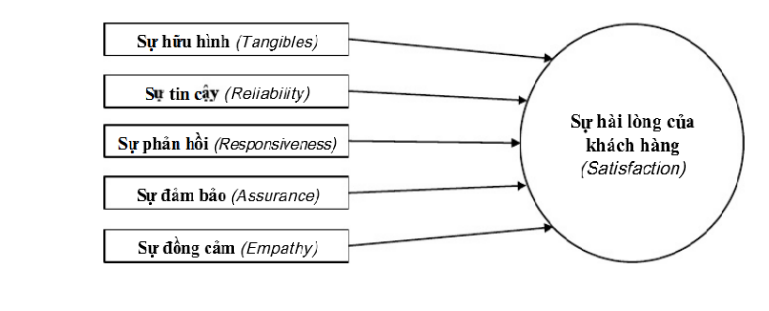 Sự hữu hình (Tangibles)
Sự tin cậy (Reliability)
Sự phản hồi (Responsiveness)
Sự đảm bảo (Assurance)
Sự đồng cảm (Empathy)
Sự hài lòng của
khách hàng
(Satisfaction)